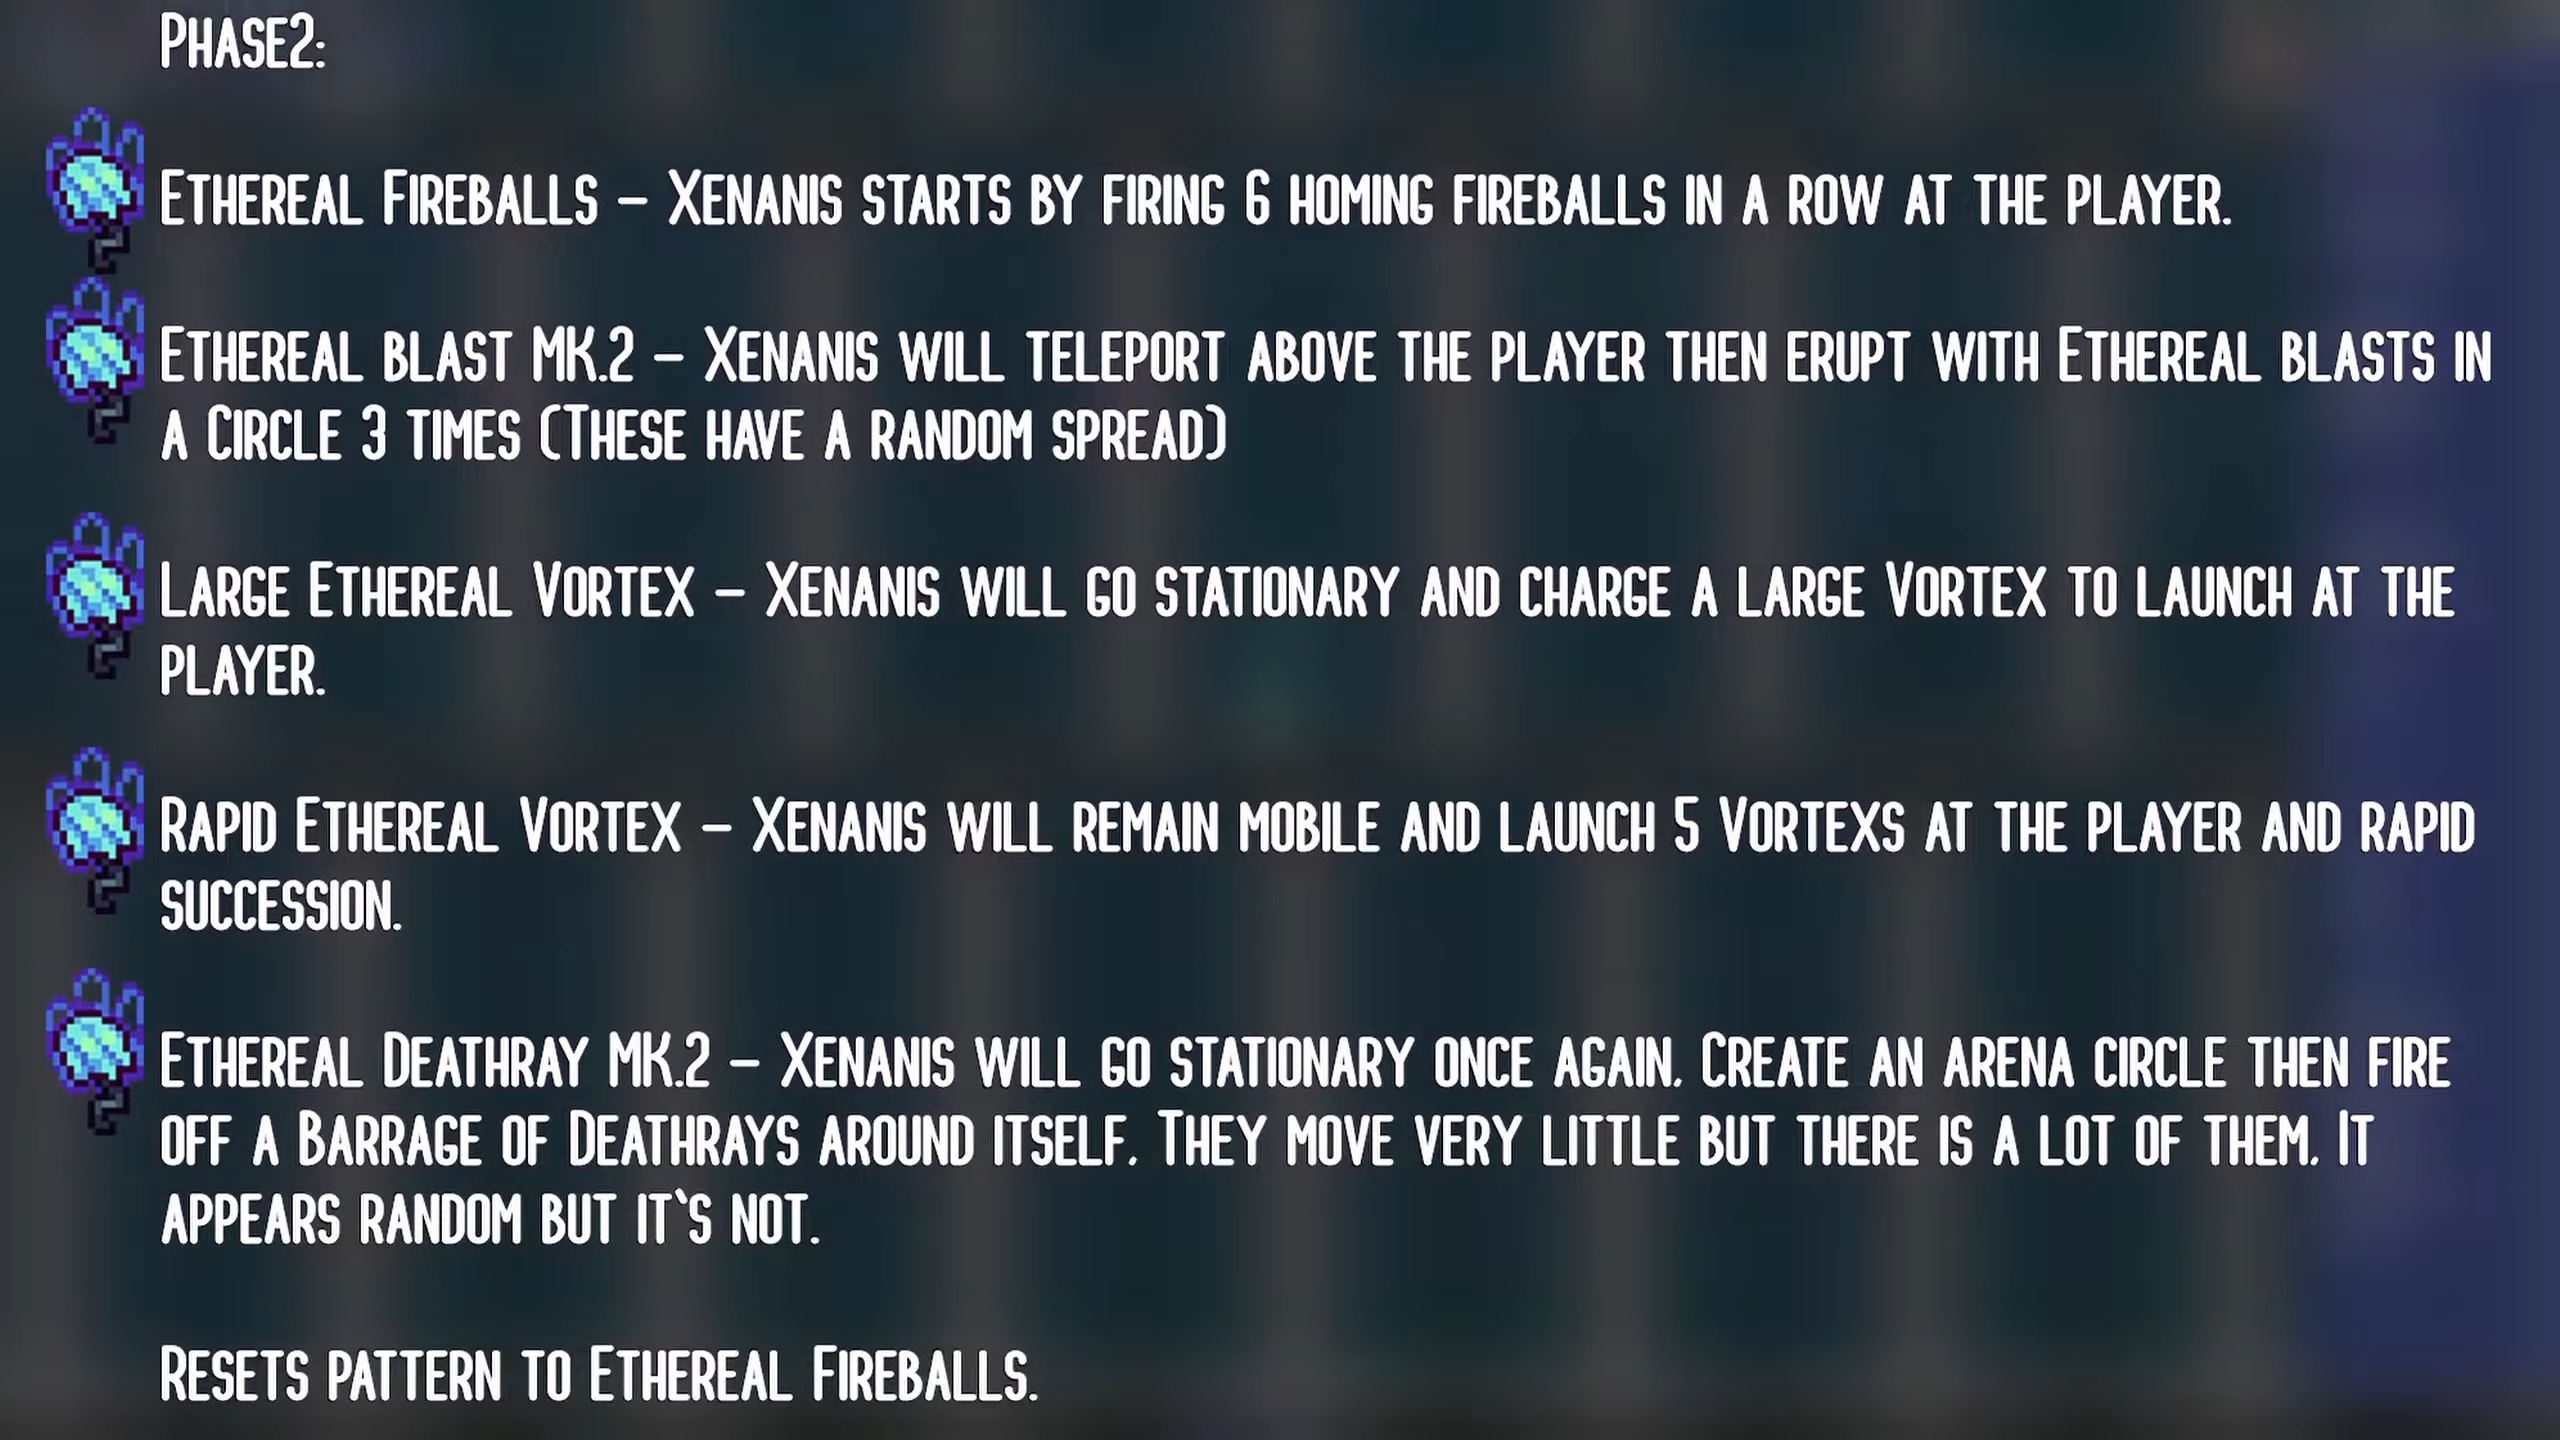 Phase2:
Ethereal Fireballs – Xenanis starts by firing 6 homing fireballs in a row at the player.
Ethereal blast MK.2 – Xenanis will teleport above the player then erupt with Ethereal blasts in
a Circle 3 times (These have a random spread)
Large Ethereal Vortex – Xenanis will go stationary and charge a large Vortex to launch at the
player.
Rapid Ethereal Vortex – Xenanis will remain mobile and launch 5 Vortexs at the player and rapid
succession.
Ethereal Deathray MK.2 – Xenanis will go stationary once again. Create an arena circle then fire
off a Barrage of Deathrays around itself. They move very little but there is a lot of them. It
appears random but it`s not.
Resets pattern to Ethereal Fireballs.